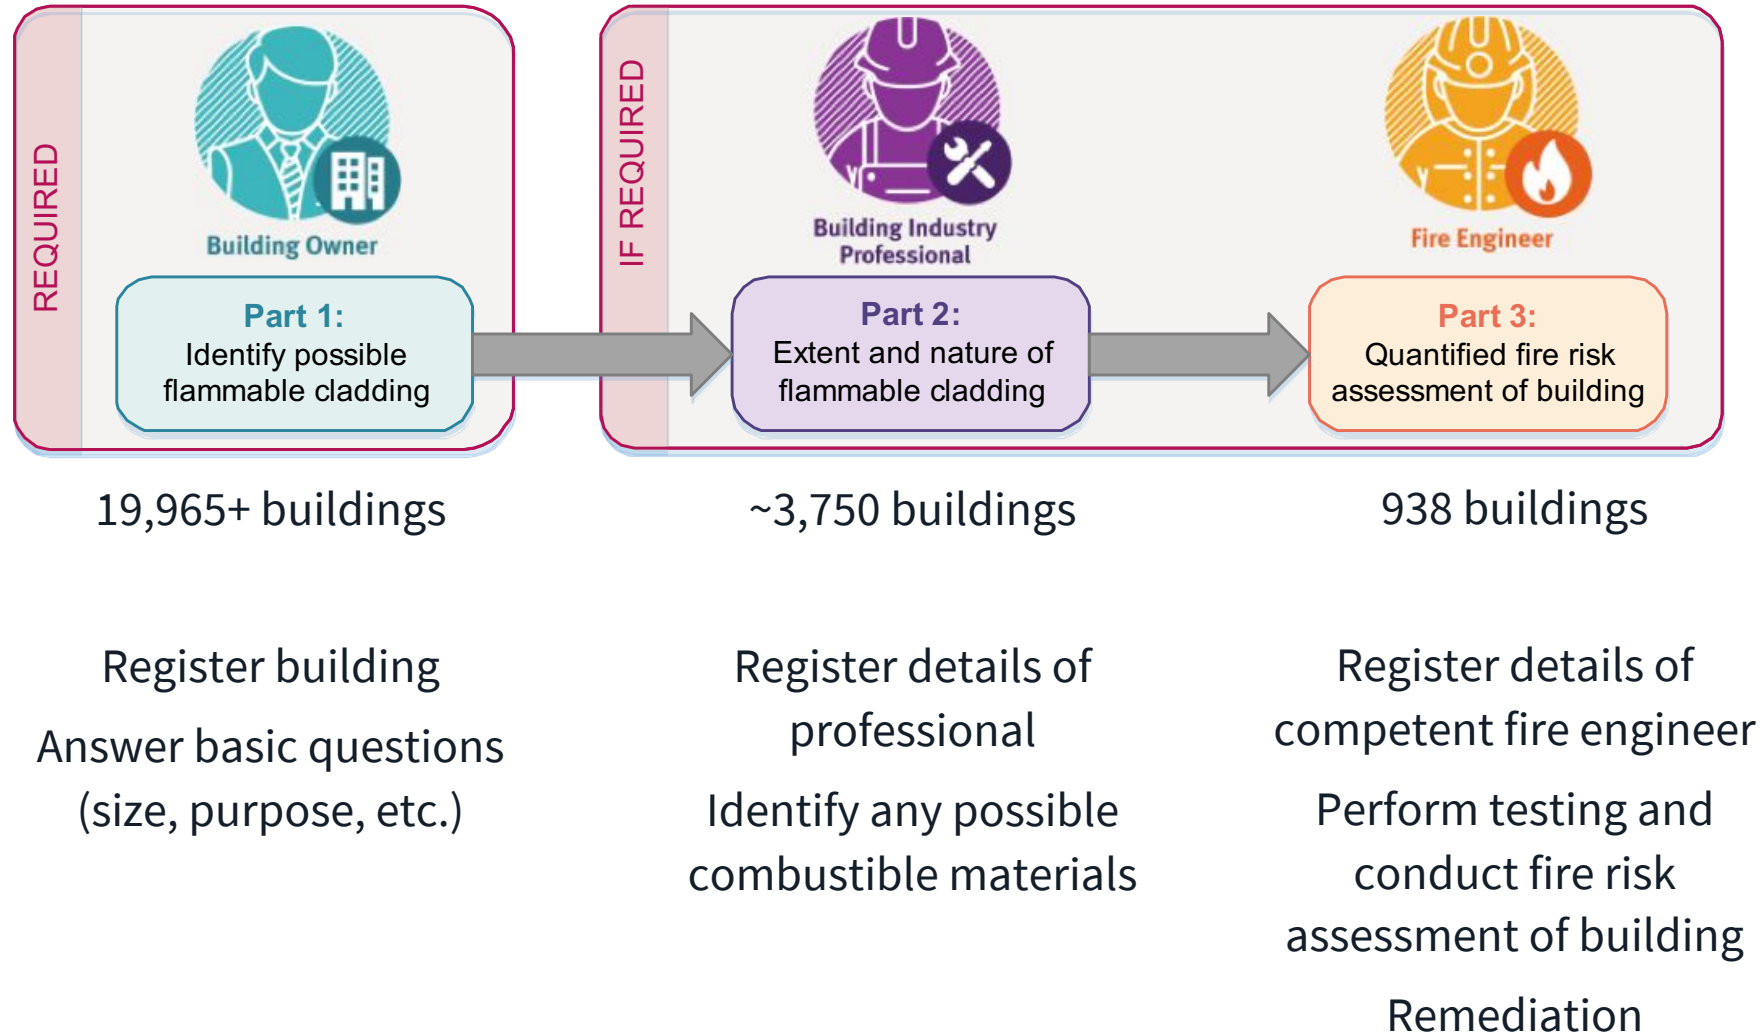 REQUIRED
Building Owner
Part 1:
Identify possible
flammable cladding
IF REQUIRED
Building Industry
Professional
Part 2:
Extent and nature of
flammable cladding
Fire Engineer
Part 3:
Quantified fire risk
assessment of building
19,965+ buildings
~3,750 buildings
938 buildings
Register building
Answer basic questions
(size, purpose, etc.)
Register details of
professional
Identify any possible
combustible materials
Register details of
competent fire engineer
Perform testing and
conduct fire risk
assessment of building
Remediation